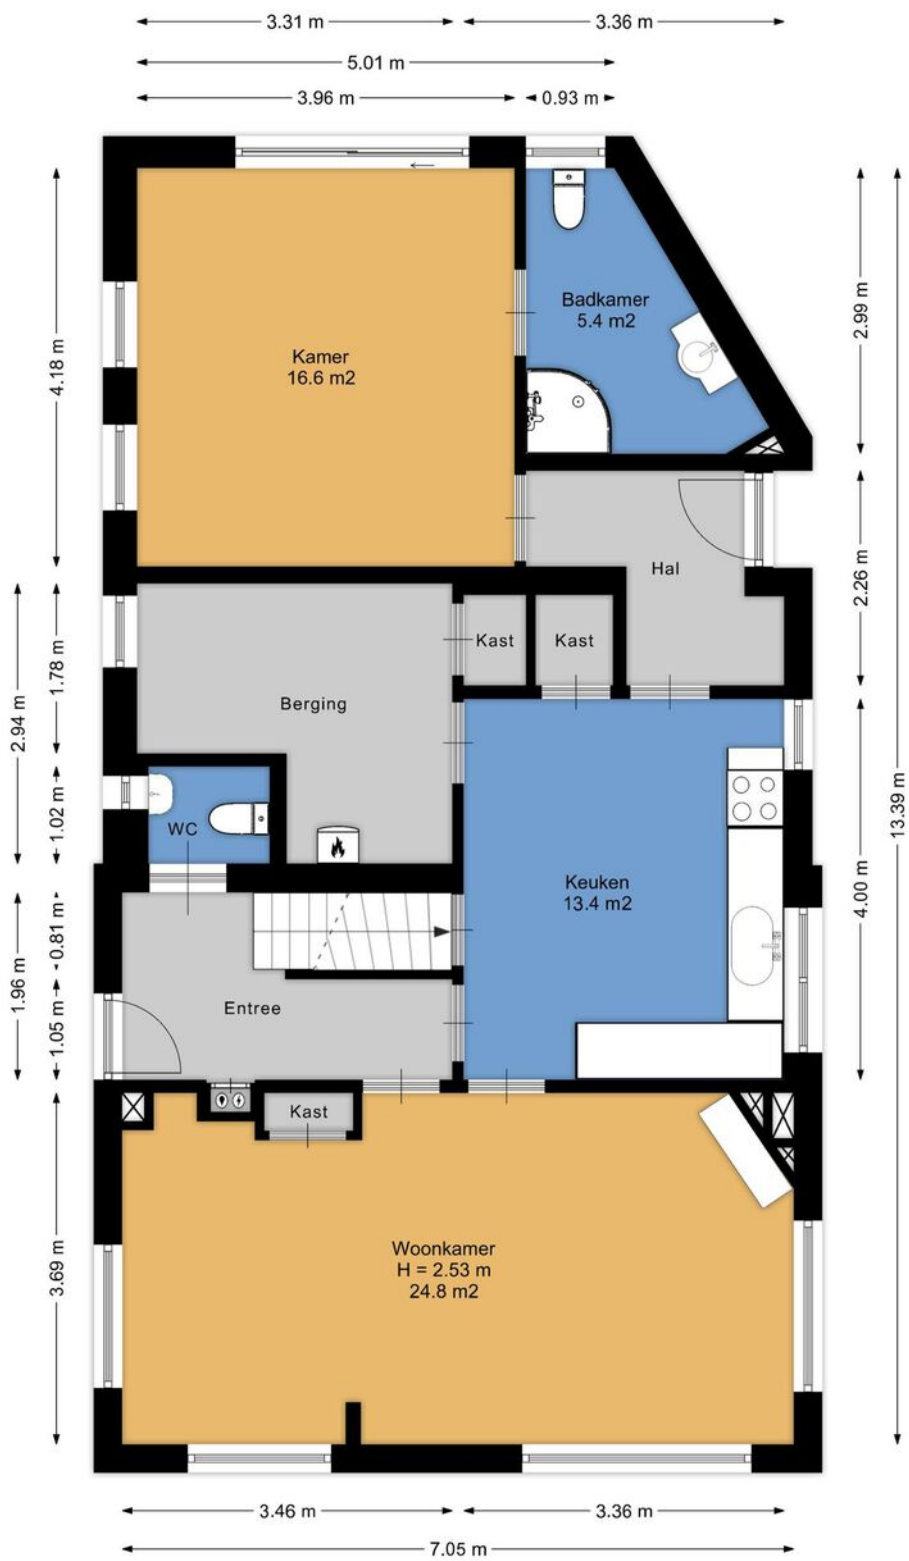 3.31 m
3.36 m
5.01 m
3.96 m
0.93 m
Badkamer
5.4 m2
2.99 m
4.18 m
Kamer
16.6 m2
Hal
2.26 m
Kast
Kast
1.78 m
2.94 m
Berging
1.02 m
WC
13.39 m
Keuken
13.4 m2
4.00 m
0.81 m
1.96 m
Entree
1.05 m
Kast
Woonkamer
H = 2.53 m
24.8 m2
3.69 m
3.46 m
3.36 m
7.05 m